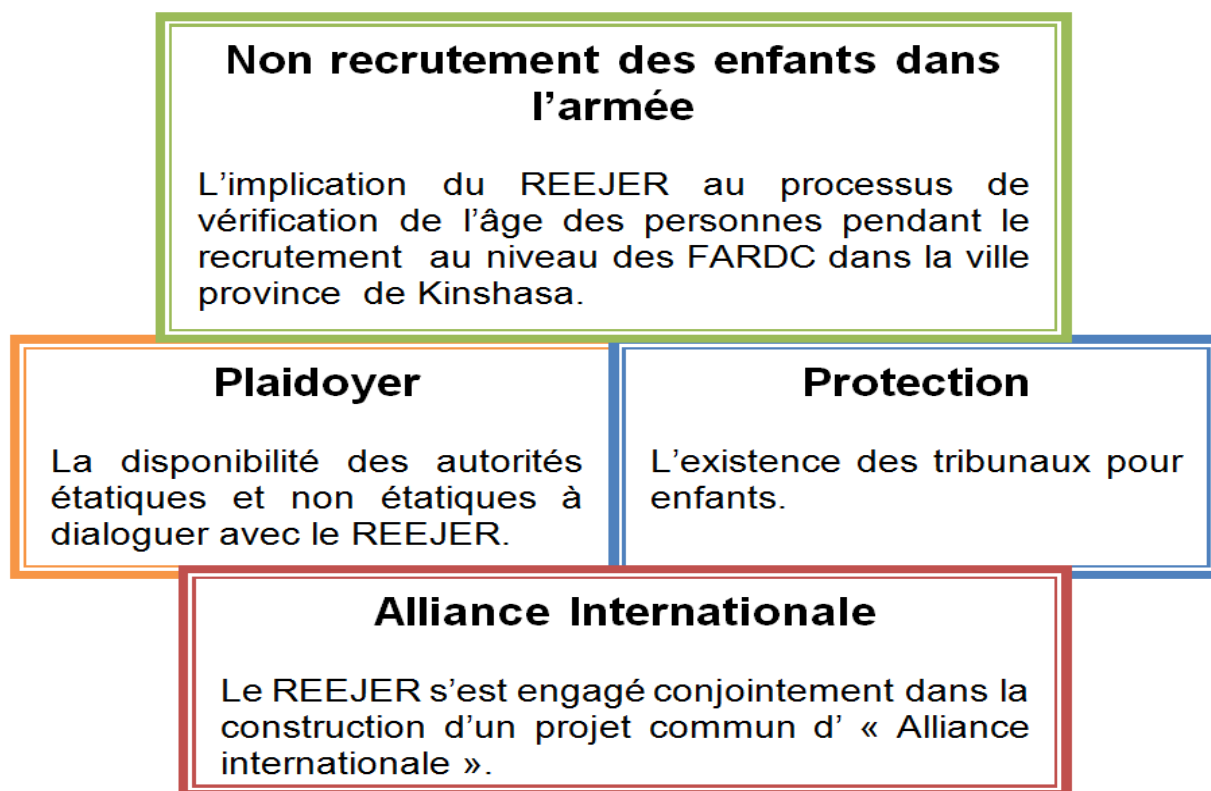 Non recrutement des enfants dans
l’armée
L’implication du REEJER au processus de
vérification de l’âge des personnes pendant le
recrutement au niveau des FARDC dans la ville
province de Kinshasa.
Plaidoyer
La disponibilité des autorités
étatiques et non étatiques à
dialoguer avec le REEJER.
Protection
L’existence des tribunaux pour
enfants.
Alliance Internationale
Le REEJER s’est engagé conjointement dans la
construction d’un projet commun d’ « Alliance
internationale ».